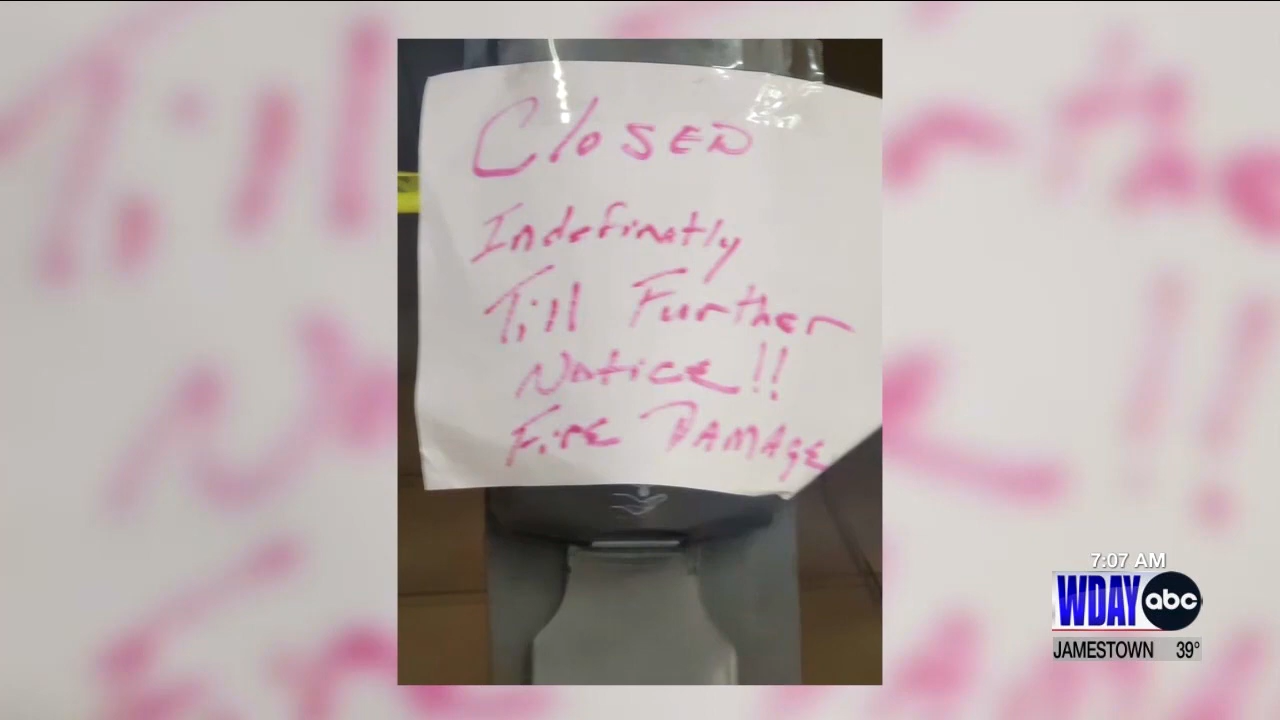 Closed
Indefinatly
Till Further
Notice!!
Fire Damage
7:07 AM
WDAY abc
JAMESTOWN 39°